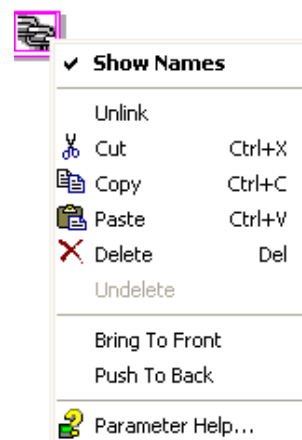 Show Names
Unlink
Cut Ctrl+X
Copy Ctrl+C
Paste Ctrl+V
Delete Del
Undelete
Bring To Front
Push To Back
Parameter Help...